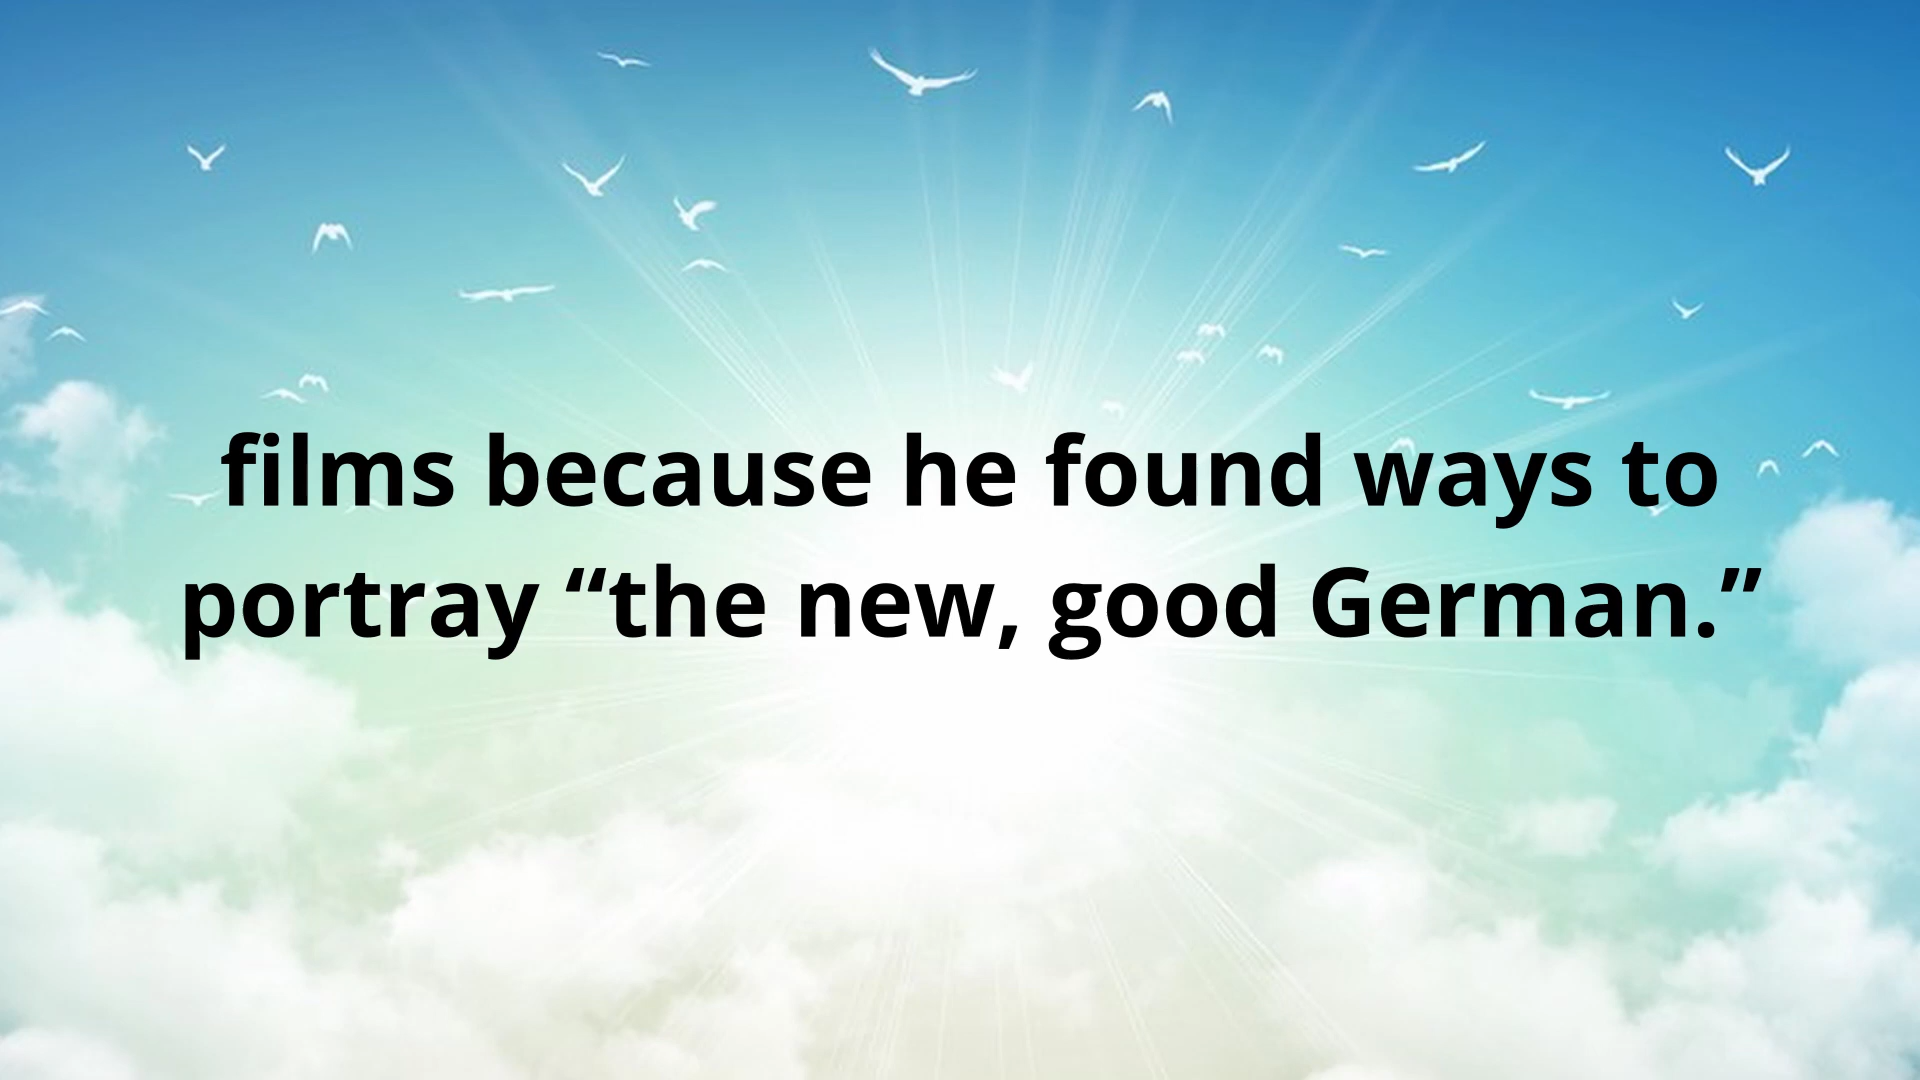 films because he found ways to
portray “the new, good German.”